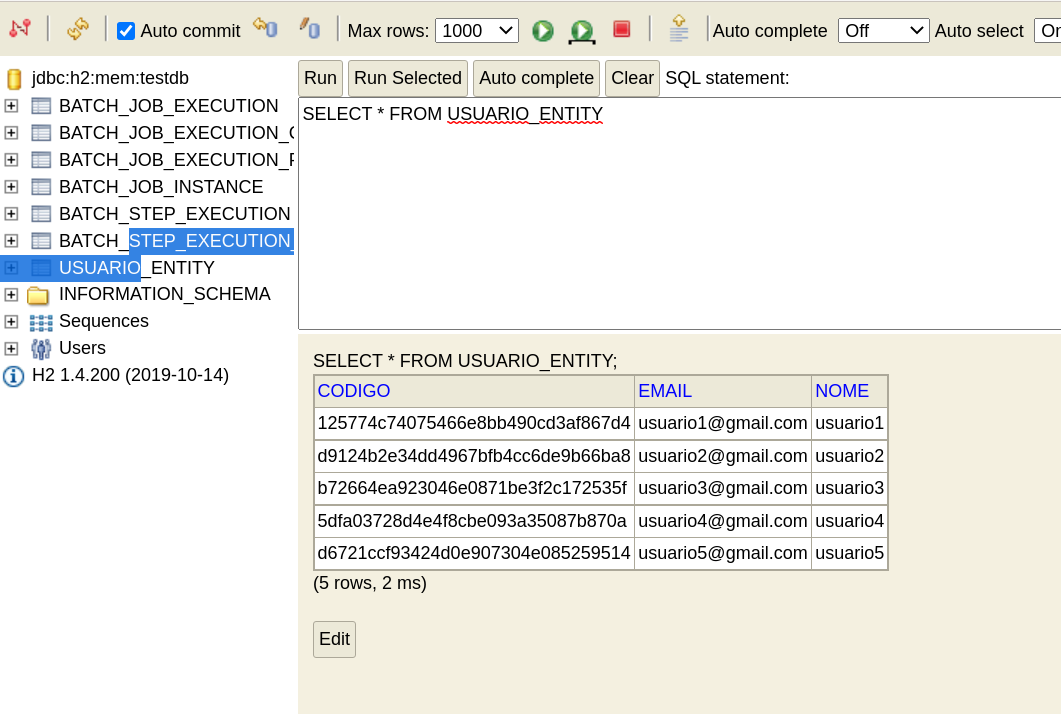 Auto commit Max rows: 1000 Auto complete Off Auto select
jdbc:h2:mem:testdb
BATCH_JOB_EXECUTION
BATCH_JOB_EXECUTION_
BATCH_JOB_EXECUTION_
BATCH_JOB_INSTANCE
BATCH_STEP_EXECUTION
BATCH_STEP_EXECUTION_
USUARIO_ENTITY
INFORMATION_SCHEMA
Sequences
Users
H2 1.4.200 (2019-10-14)
Run Run Selected Auto complete Clear SQL statement:
SELECT * FROM USUARIO_ENTITY
SELECT * FROM USUARIO_ENTITY;
CODIGO EMAIL NOME
125774c74075466e8bb490cd3af867d4 usuario1@gmail.com usuario1
d9124b2e34dd4967bfb4cc6de9b66ba8 usuario2@gmail.com usuario2
b72664ea923046e0871be3f2c172535f usuario3@gmail.com usuario3
5dfa03728d4e4f8cbe093a35087b870a usuario4@gmail.com usuario4
d6721ccf93424d0e907304e085259514 usuario5@gmail.com usuario5
(5 rows, 2 ms)
Edit